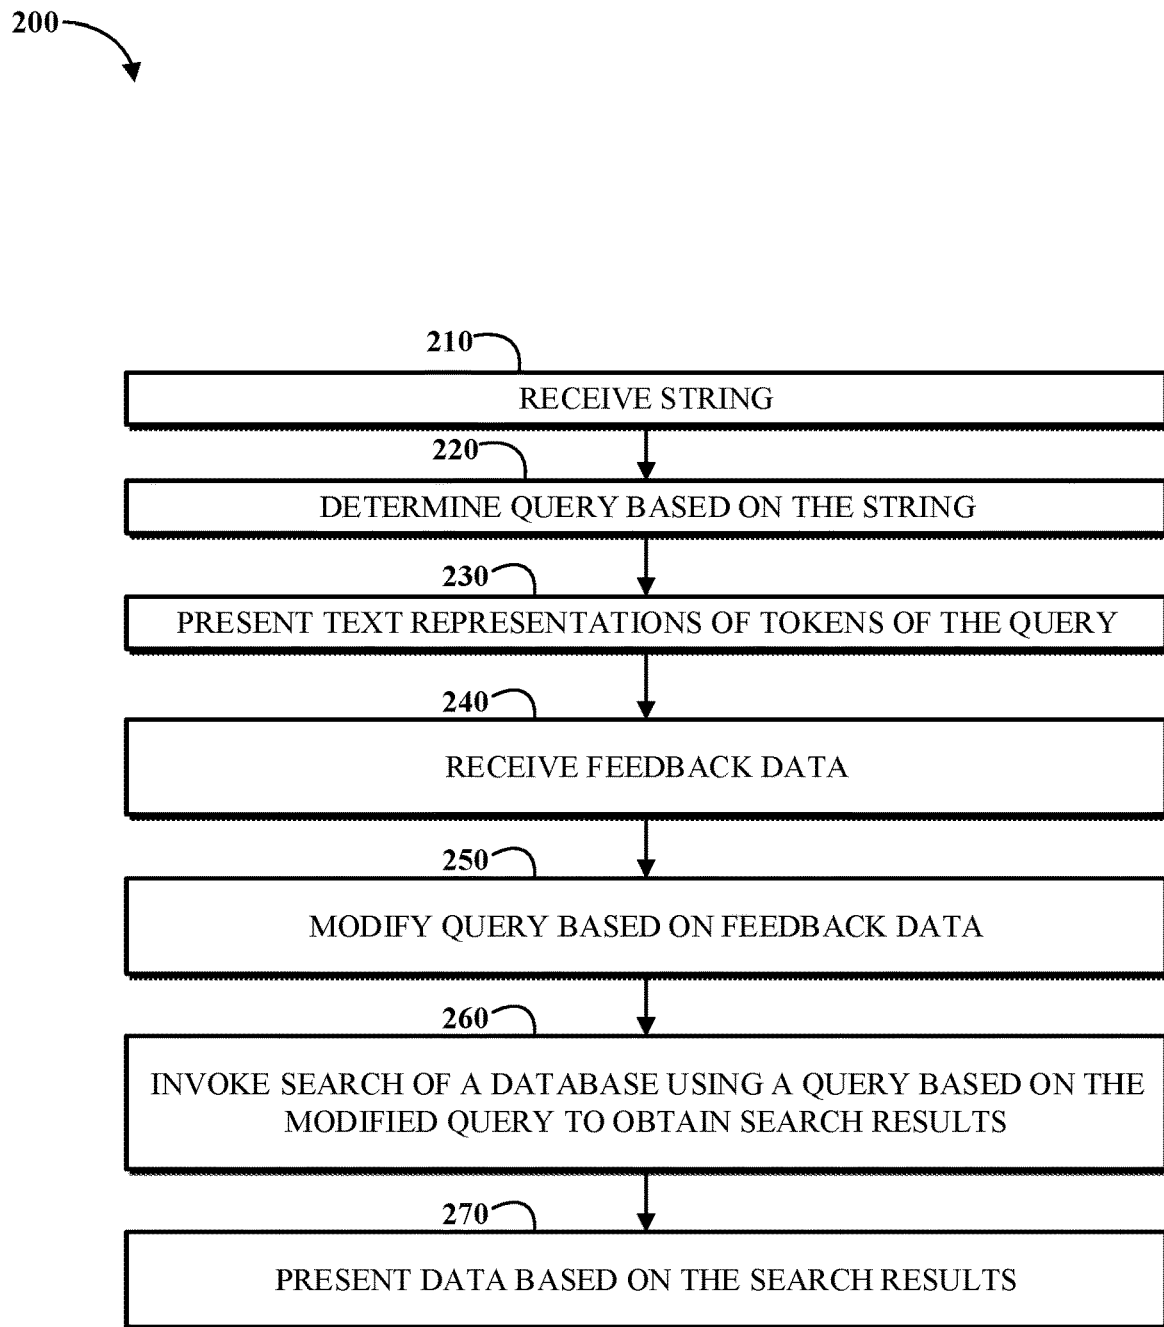 200
210
RECEIVE STRING
220
DETERMINE QUERY BASED ON THE STRING
230
PRESENT TEXT REPRESENTATIONS OF TOKENS OF THE QUERY
240
RECEIVE FEEDBACK DATA
250
MODIFY QUERY BASED ON FEEDBACK DATA
260
INVOKE SEARCH OF A DATABASE USING A QUERY BASED ON THE
MODIFIED QUERY TO OBTAIN SEARCH RESULTS
270
PRESENT DATA BASED ON THE SEARCH RESULTS